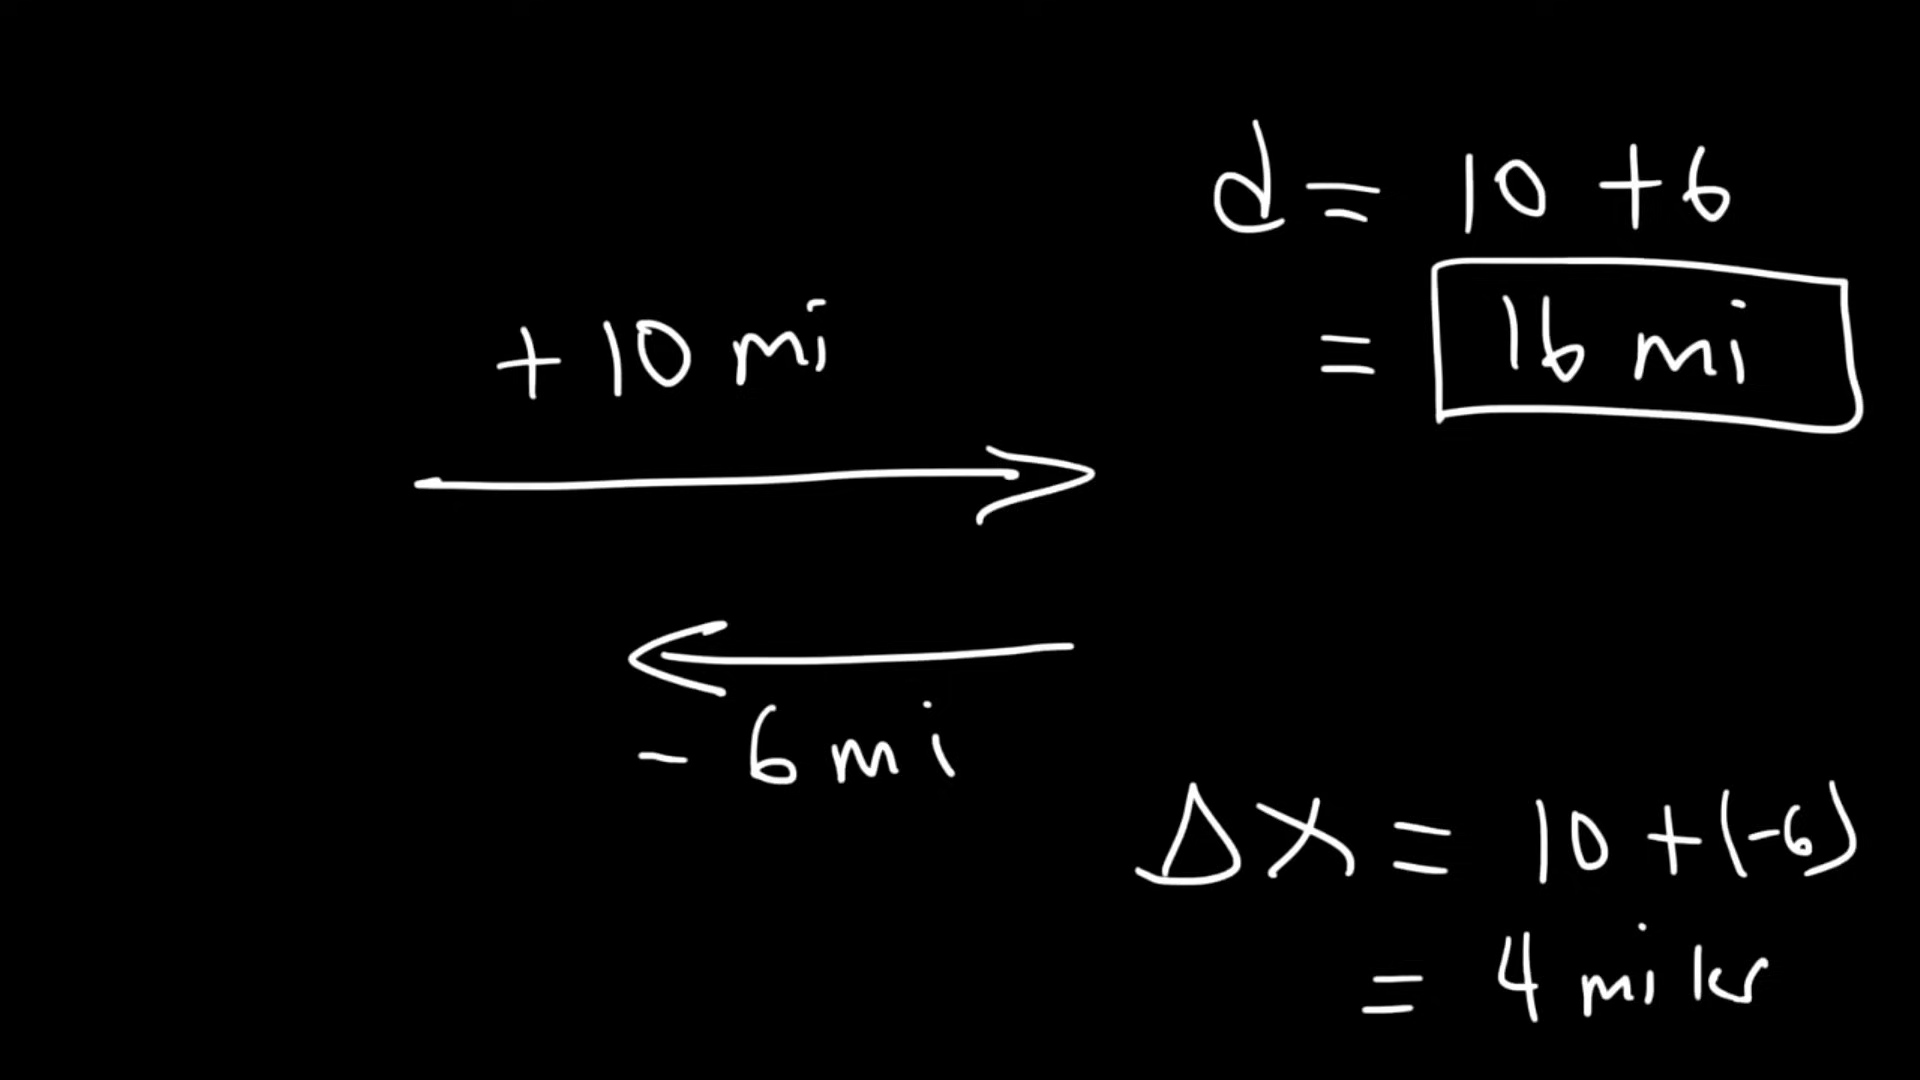 d = 10 + 6
= 16 mi
+ 10 mi
- 6 mi
Δx = 10 + (-6)
= 4 miles